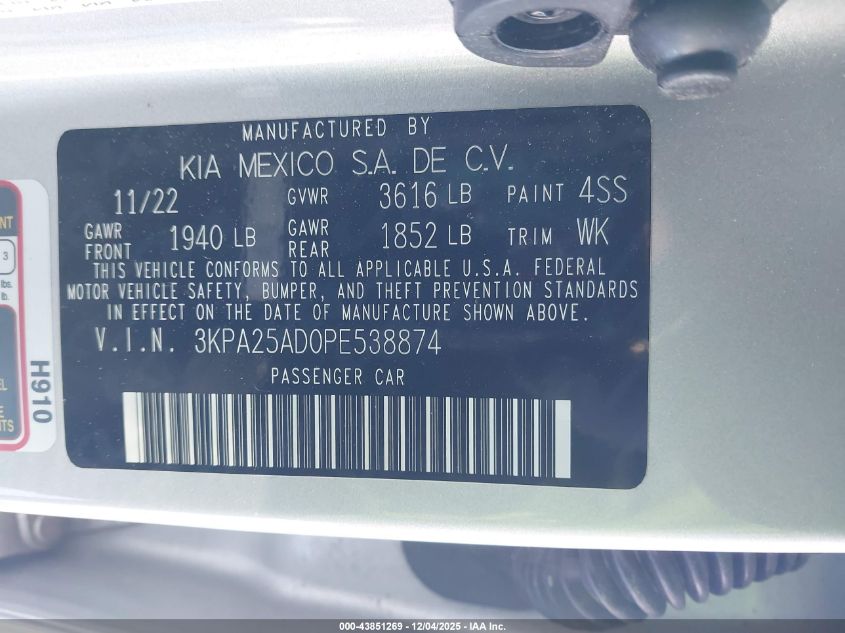 MANUFACTURED BY
KIA MEXICO S.A. DE C.V.
11/22 GVWR 3616 LB PAINT 4SS
GAWR FRONT 1940 LB GAWR REAR 1852 LB TRIM WK
THIS VEHICLE CONFORMS TO ALL APPLICABLE U.S.A. FEDERAL
MOTOR VEHICLE SAFETY, BUMPER, AND THEFT PREVENTION STANDARDS
IN EFFECT ON THE DATE OF MANUFACTURE SHOWN ABOVE.
V.I.N. 3KPA25AD0PE538874
PASSENGER CAR
3
lbs.
lb.
H910
000-43851269 - 12/04/2025 - IAA Inc.